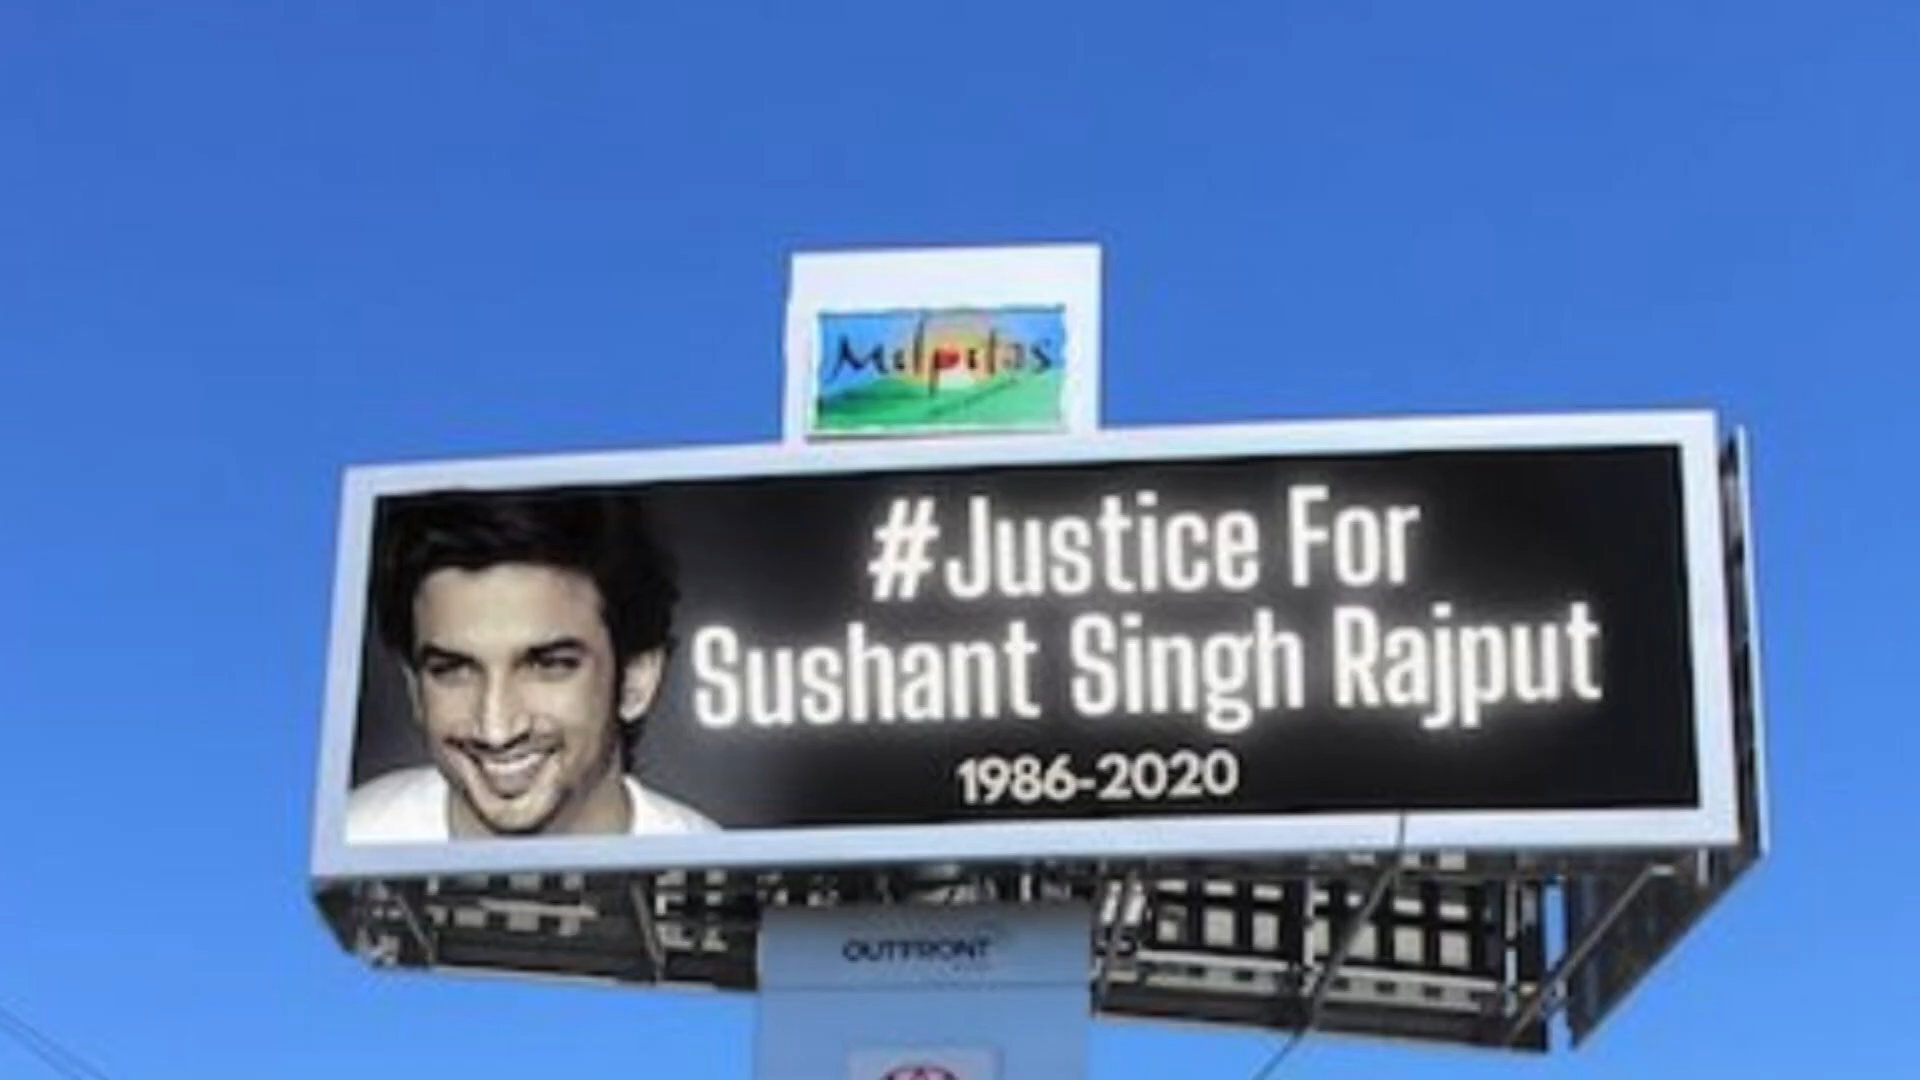 Milpitas
#Justice For
Sushant Singh Rajput
1986-2020
OUTFRONT